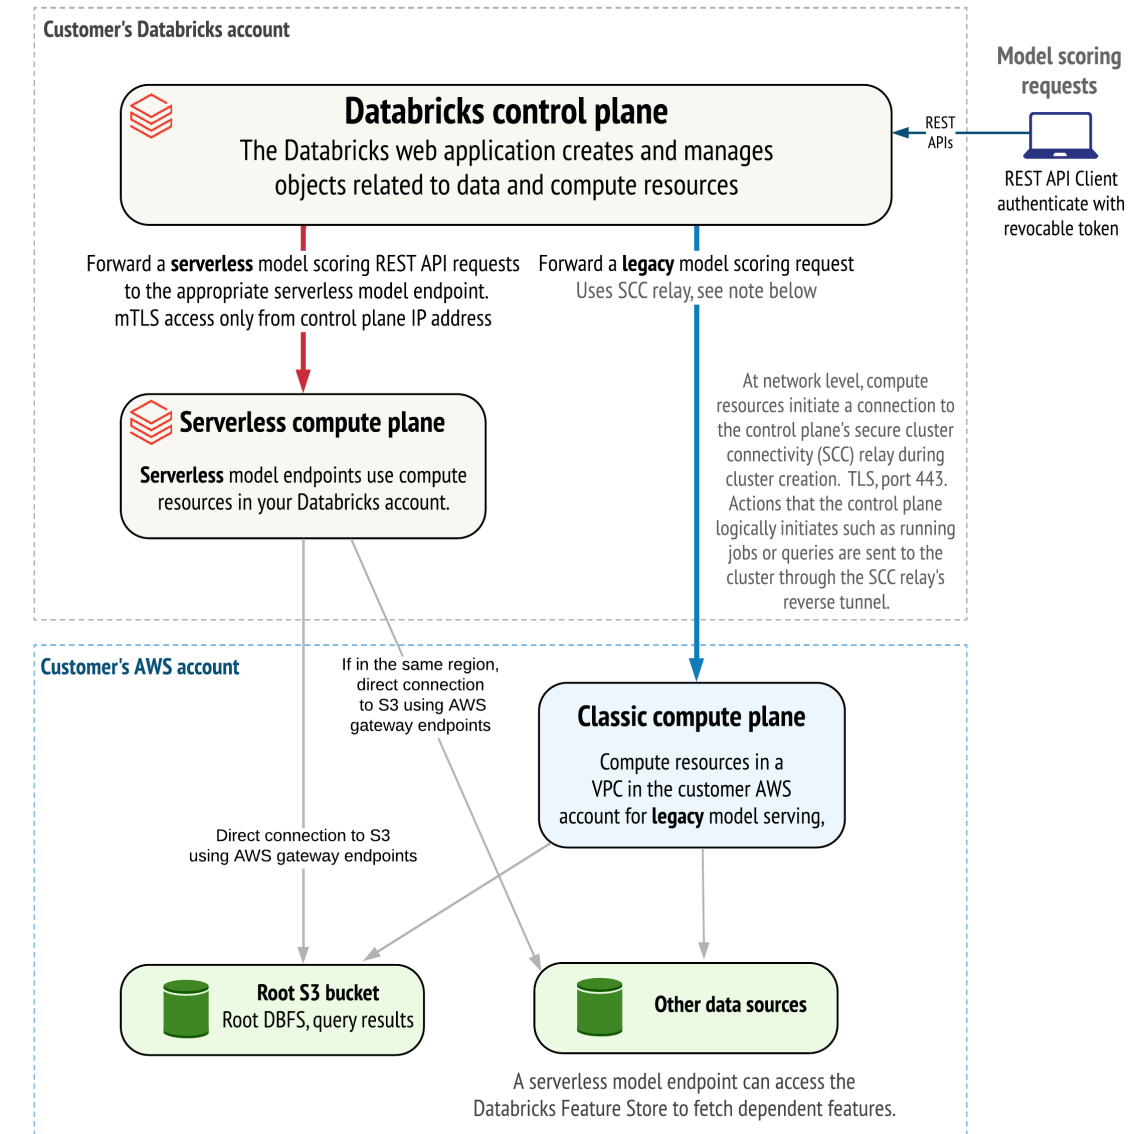 Customer's Databricks account
Model scoring
requests
Databricks control plane
The Databricks web application creates and manages
objects related to data and compute resources
REST
APIs
REST API Client
authenticate with
revocable token
Forward a serverless model scoring REST API requests
to the appropriate serverless model endpoint.
mTLS access only from control plane IP address
Forward a legacy model scoring request
Uses SCC relay, see note below
At network level, compute
resources initiate a connection to
the control plane's secure cluster
connectivity (SCC) relay during
cluster creation.  TLS, port 443.
Actions that the control plane
logically initiates such as running
jobs or queries are sent to the
cluster through the SCC relay's
reverse tunnel.
Serverless compute plane
Serverless model endpoints use compute
resources in your Databricks account.
Customer's AWS account
If in the same region,
direct connection
to S3 using AWS
gateway endpoints
Classic compute plane
Compute resources in a
VPC in the customer AWS
account for legacy model serving,
Direct connection to S3
using AWS gateway endpoints
Root S3 bucket
Root DBFS, query results
Other data sources
A serverless model endpoint can access the
Databricks Feature Store to fetch dependent features.